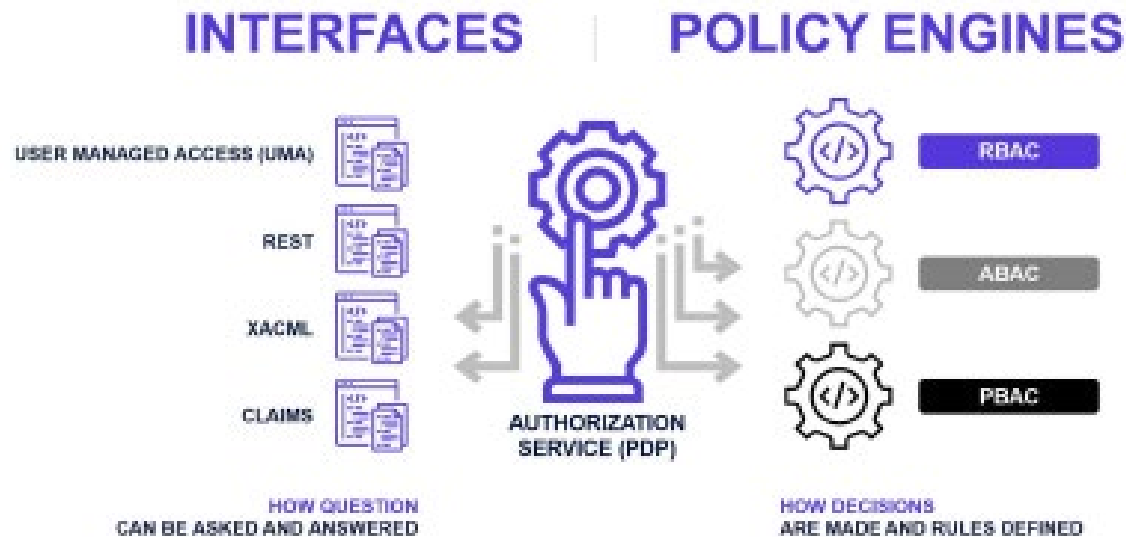 INTERFACES
POLICY ENGINES
USER MANAGED ACCESS (UMA)
REST
XACML
CLAIMS
AUTHORIZATION
SERVICE (PDP)
</> RBAC
</> ABAC
</> PBAC
HOW QUESTION
CAN BE ASKED AND ANSWERED
HOW DECISIONS
ARE MADE AND RULES DEFINED